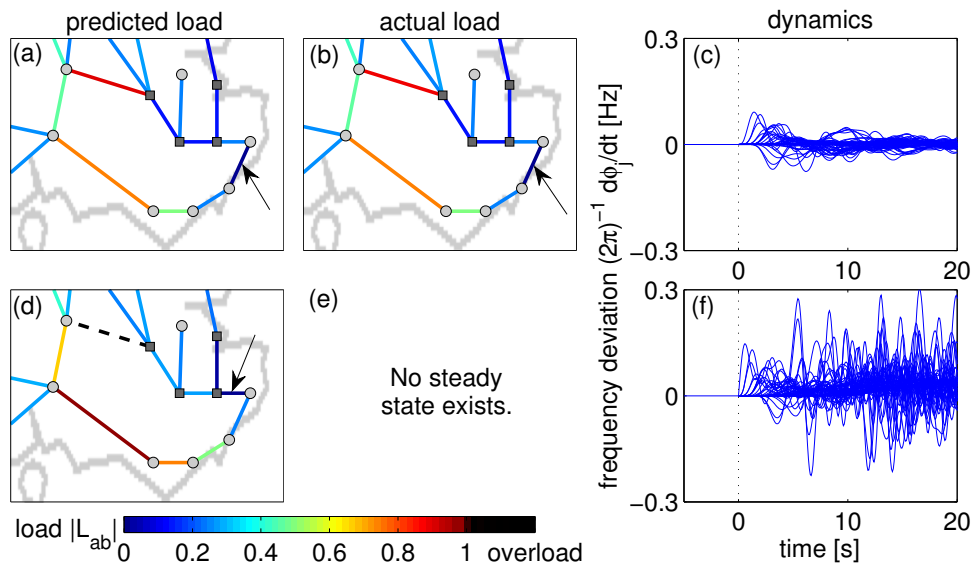 predicted load
actual load
dynamics
(a)
(b)
(c)
0.3
0
−0.3
0 10 20
(d)
(e)
No steady
state exists.
(f)
0.3
0
−0.3
0 10 20
time [s]
frequency deviation (2π)⁻¹ dϕⱼ/dt [Hz]
load |L_ab|
0 0.2 0.4 0.6 0.8 1 overload